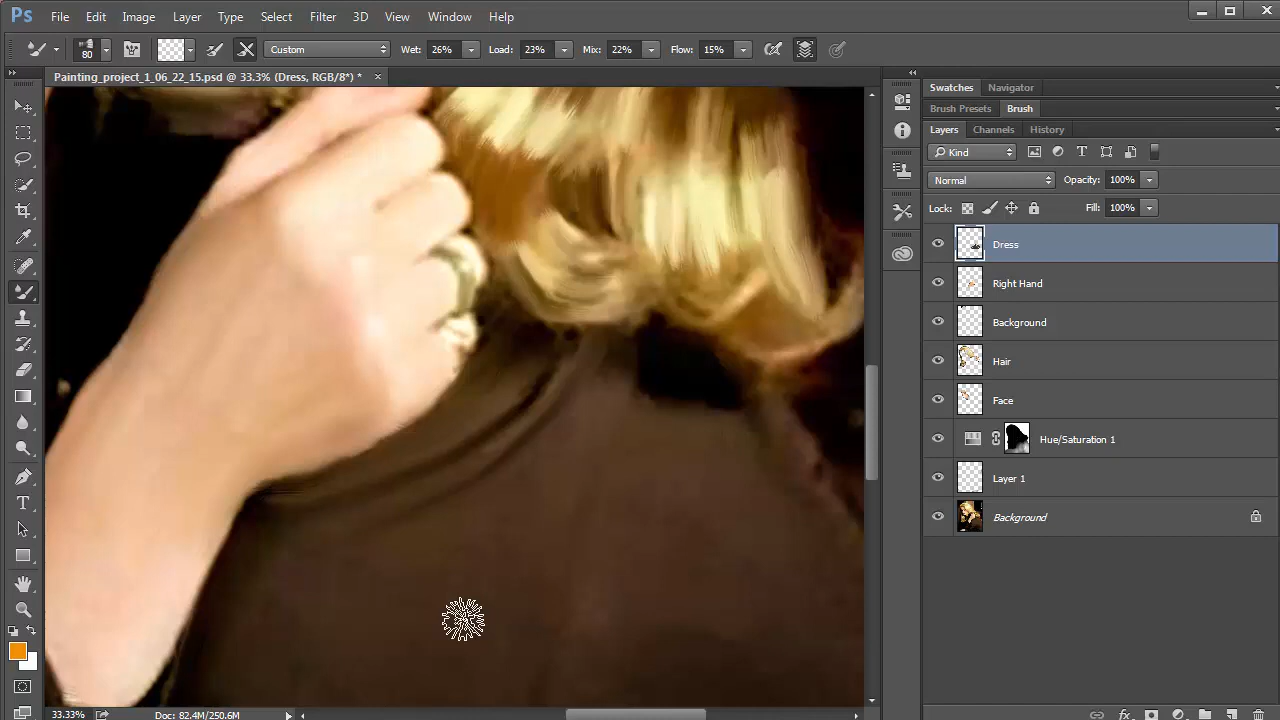 Ps File Edit Image Layer Type Select Filter 3D View Window Help
80 Custom Wet: 26% Load: 23% Mix: 22% Flow: 15%
Painting_project_1_06_22_15.psd @ 33.3% (Dress, RGB/8*) * ×
Swatches Navigator
Brush Presets Brush
Layers Channels History
Kind
Normal Opacity: 100%
Lock: Fill: 100%
Dress
Right Hand
Background
Hair
Face
Hue/Saturation 1
Layer 1
Background
33.33% Doc: 82.4M/250.6M
fx